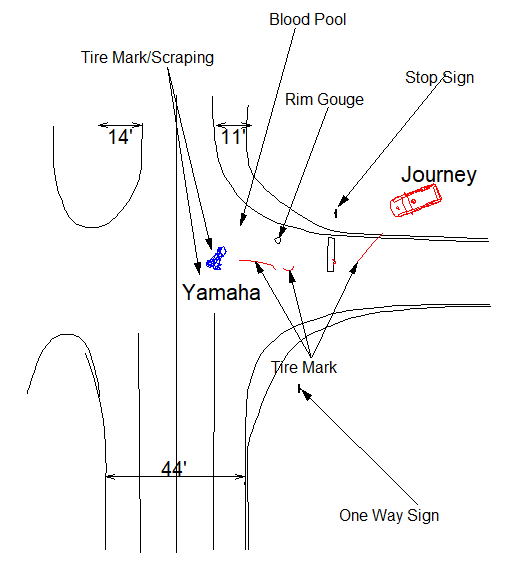 Blood Pool
Tire Mark/Scraping
Stop Sign
Rim Gouge
14'
11'
Journey
Yamaha
Tire Mark
44'
One Way Sign